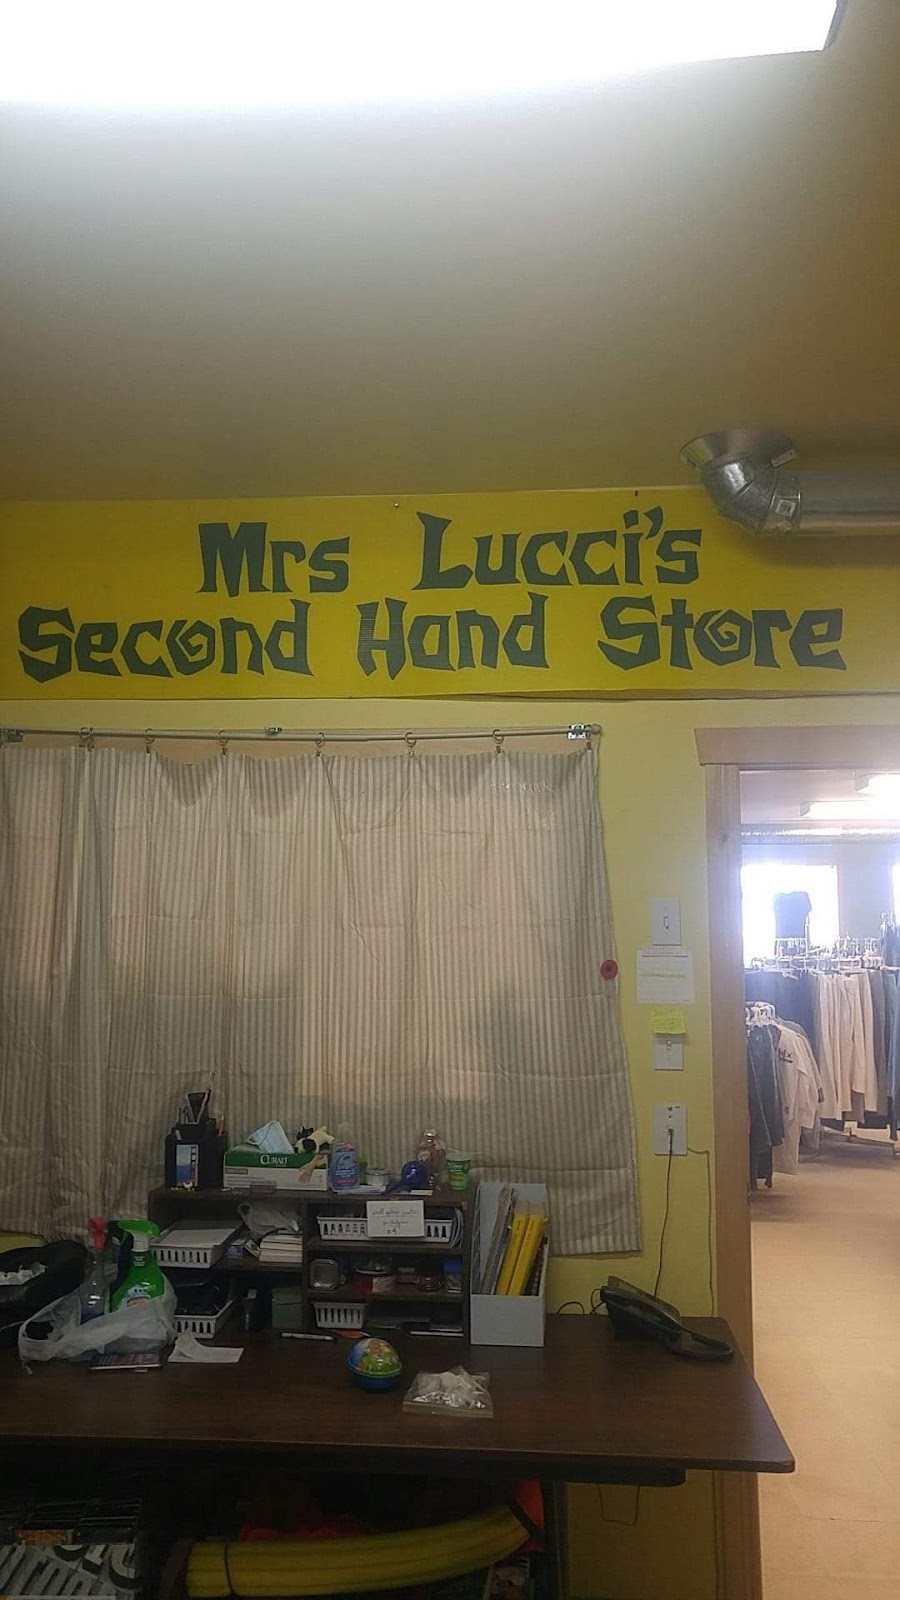 Mrs Lucci's
Second Hand Store
CURAD